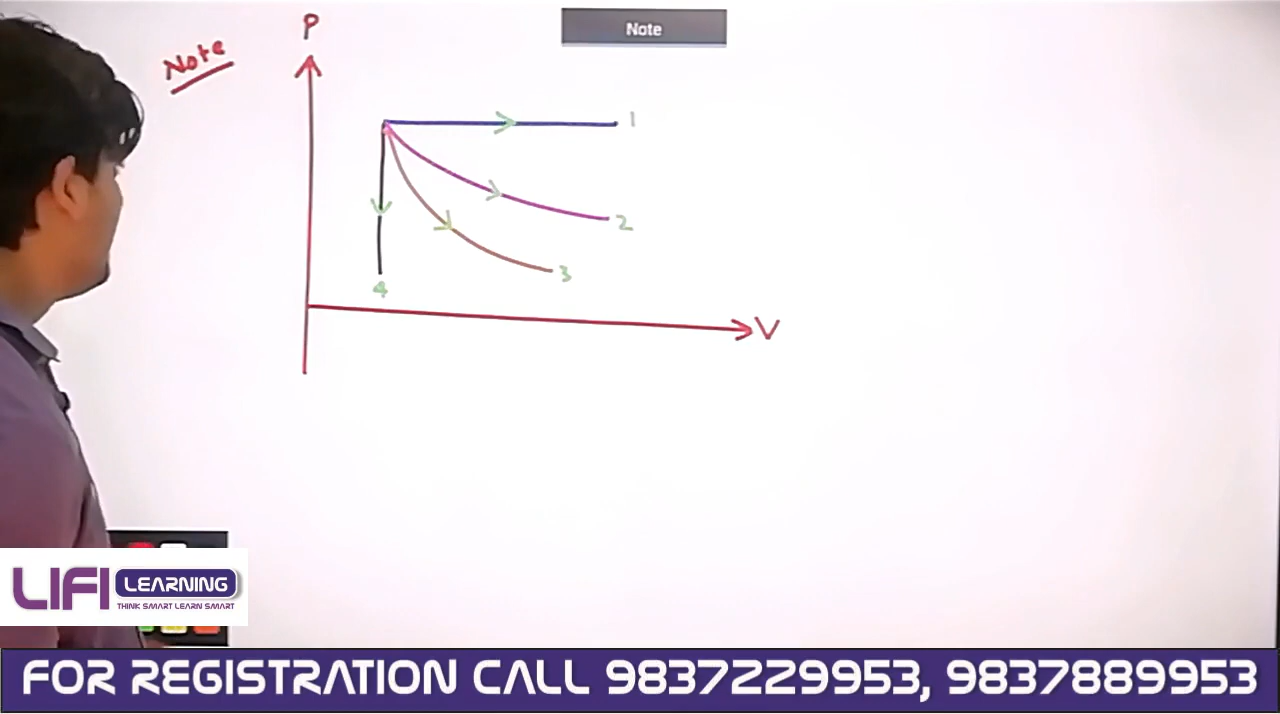 Note
P
Note
1
2
3
4
V
LIFI LEARNING
THINK SMART LEARN SMART
FOR REGISTRATION CALL 9837229953, 9837889953